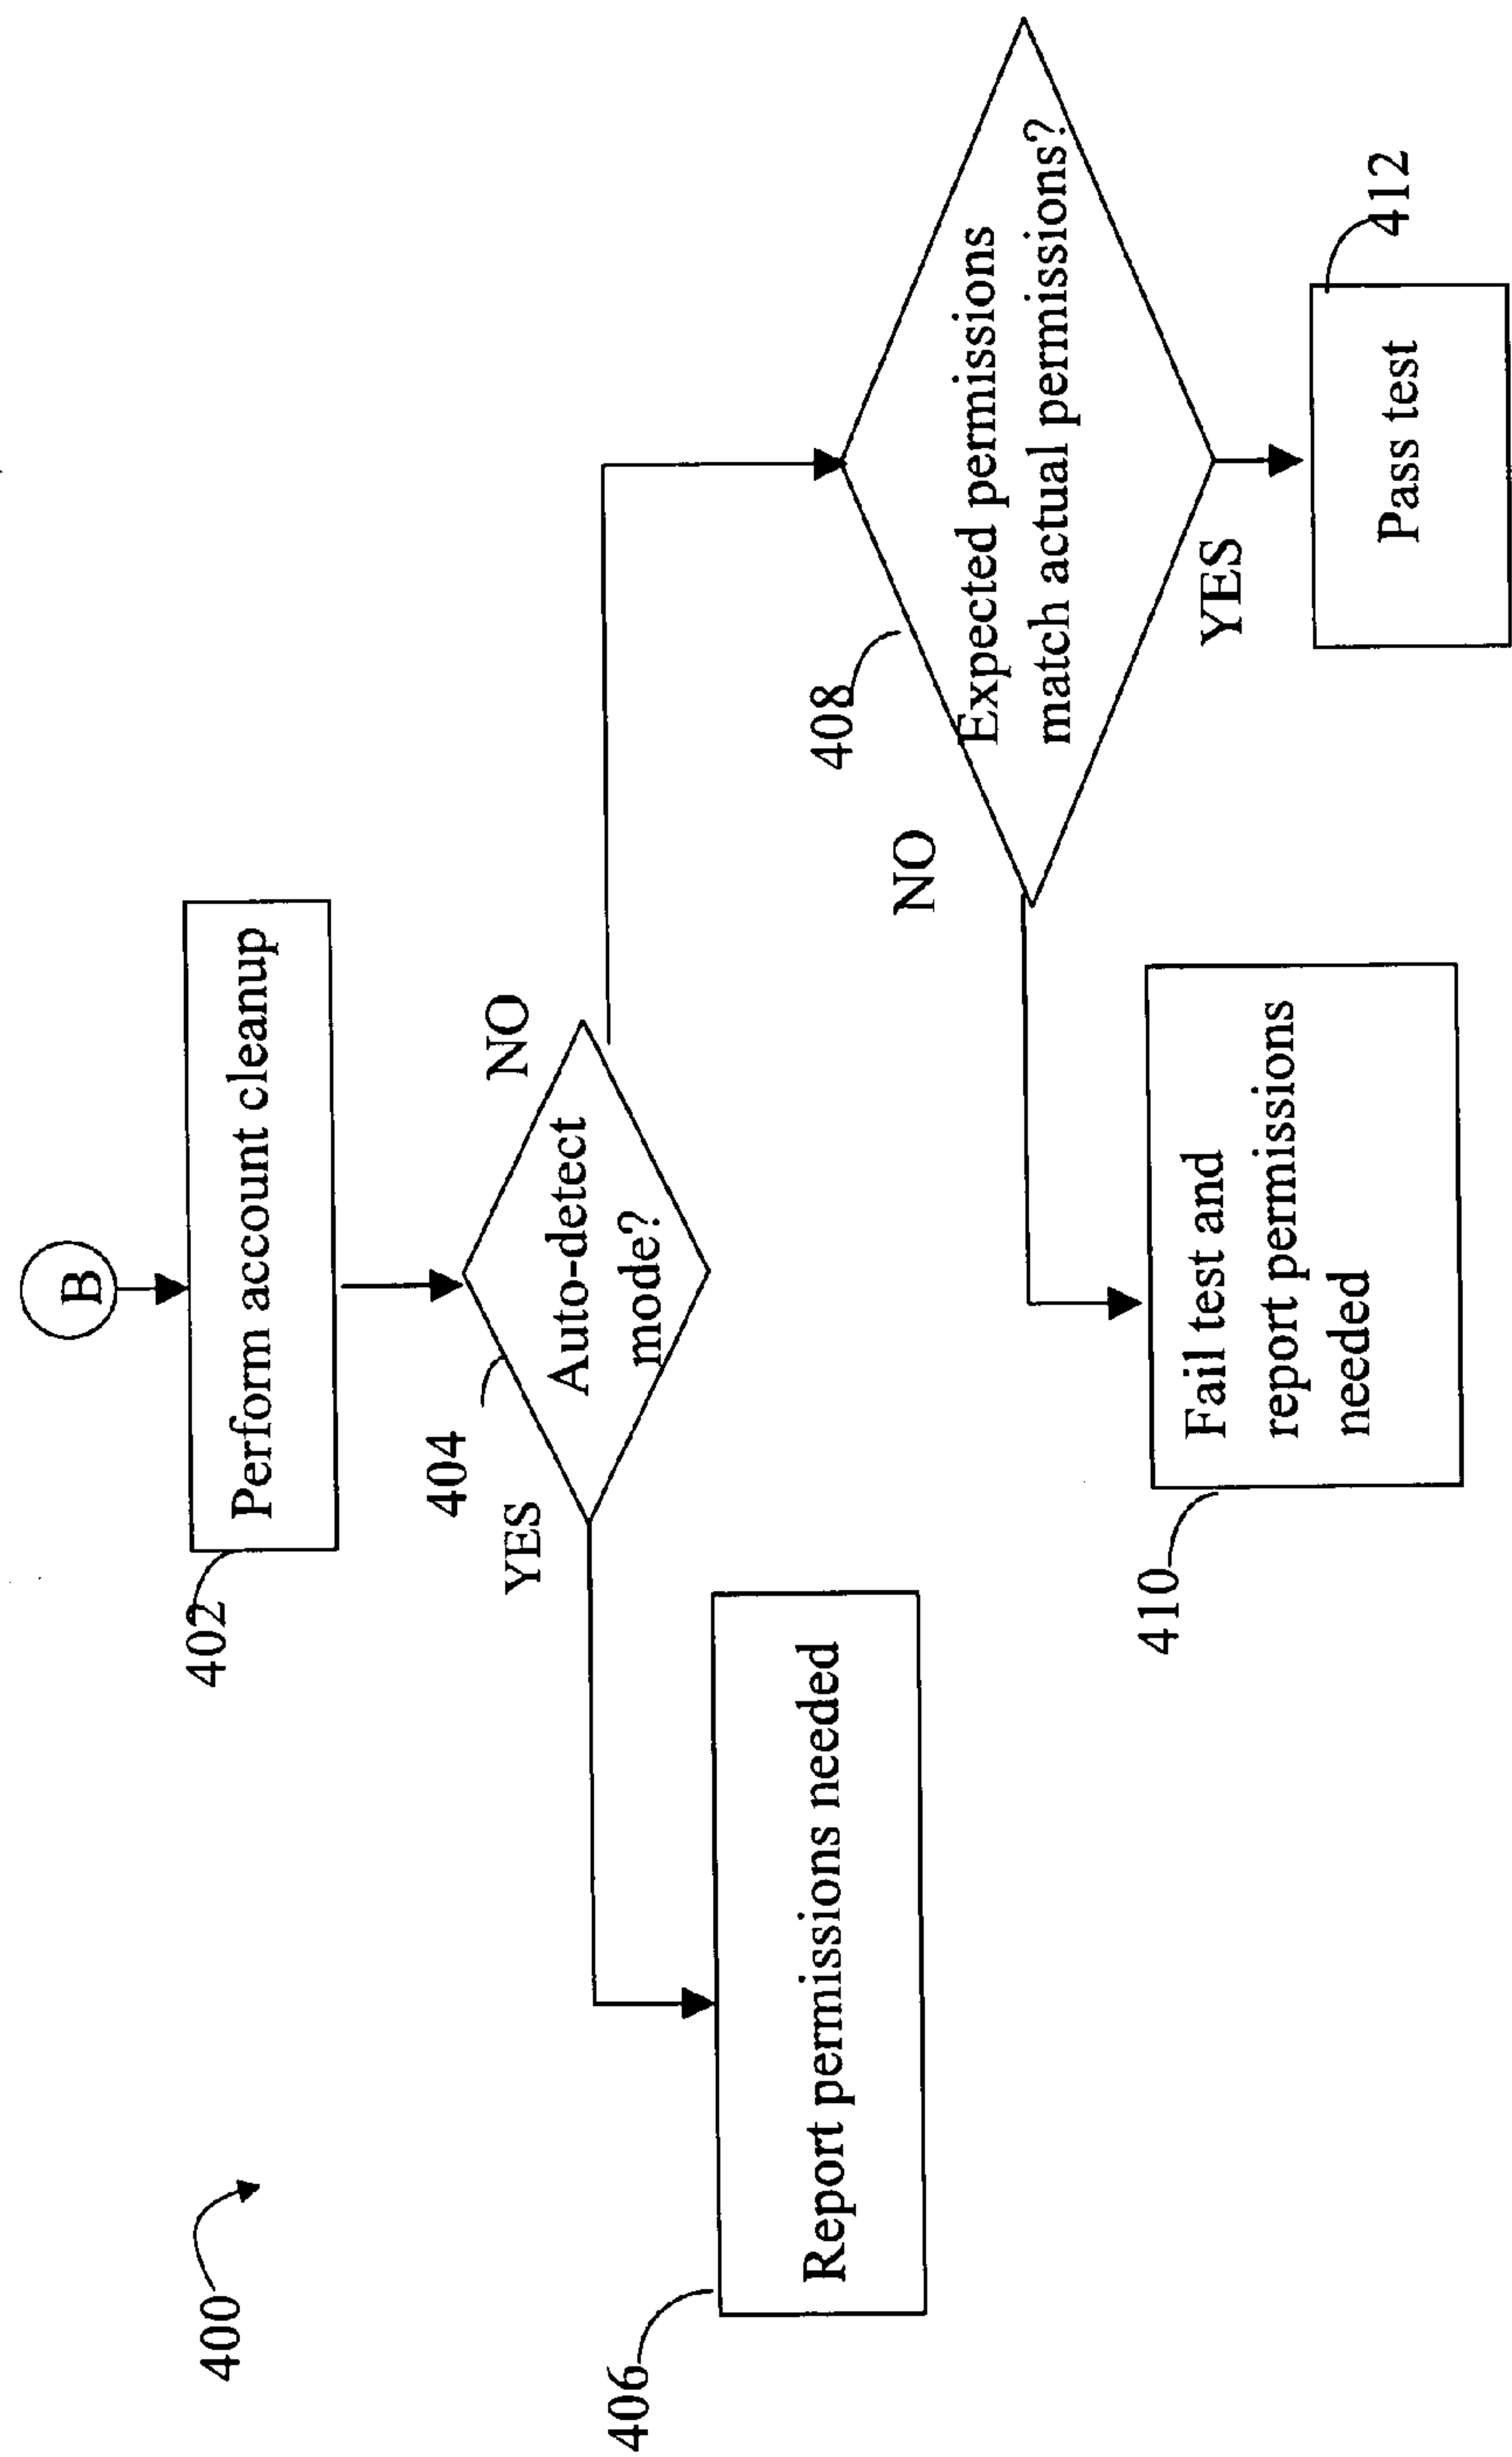 400
B
402
Perform account cleanup
404
Auto-detect
mode?
YES
NO
406
Report permissions needed
408
Expected permissions
match actual permissions?
NO
YES
410
Fail test and
report permissions
needed
412
Pass test